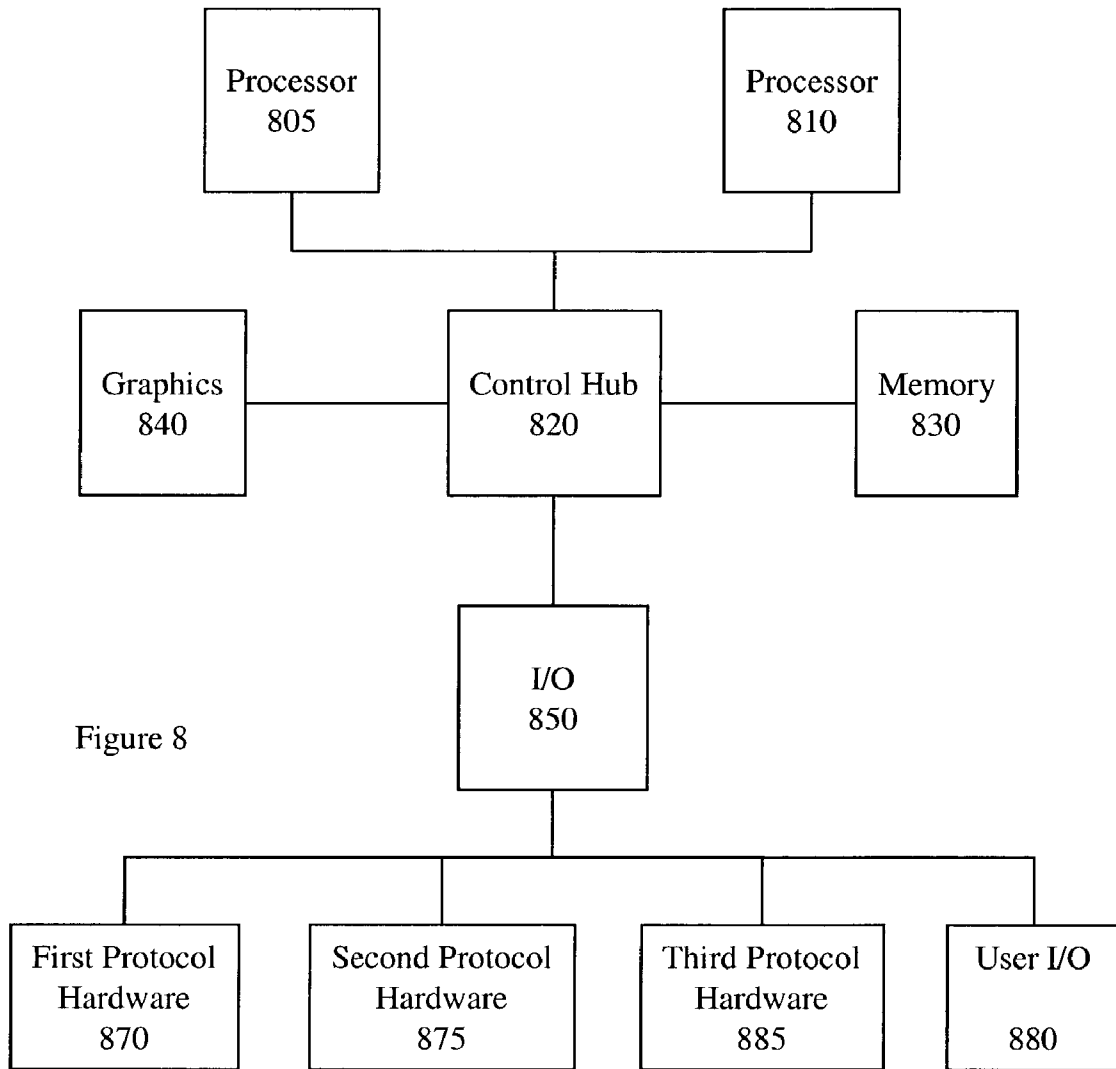 Processor
805
Processor
810
Graphics
840
Control Hub
820
Memory
830
I/O
850
Figure 8
First Protocol
Hardware
870
Second Protocol
Hardware
875
Third Protocol
Hardware
885
User I/O
880